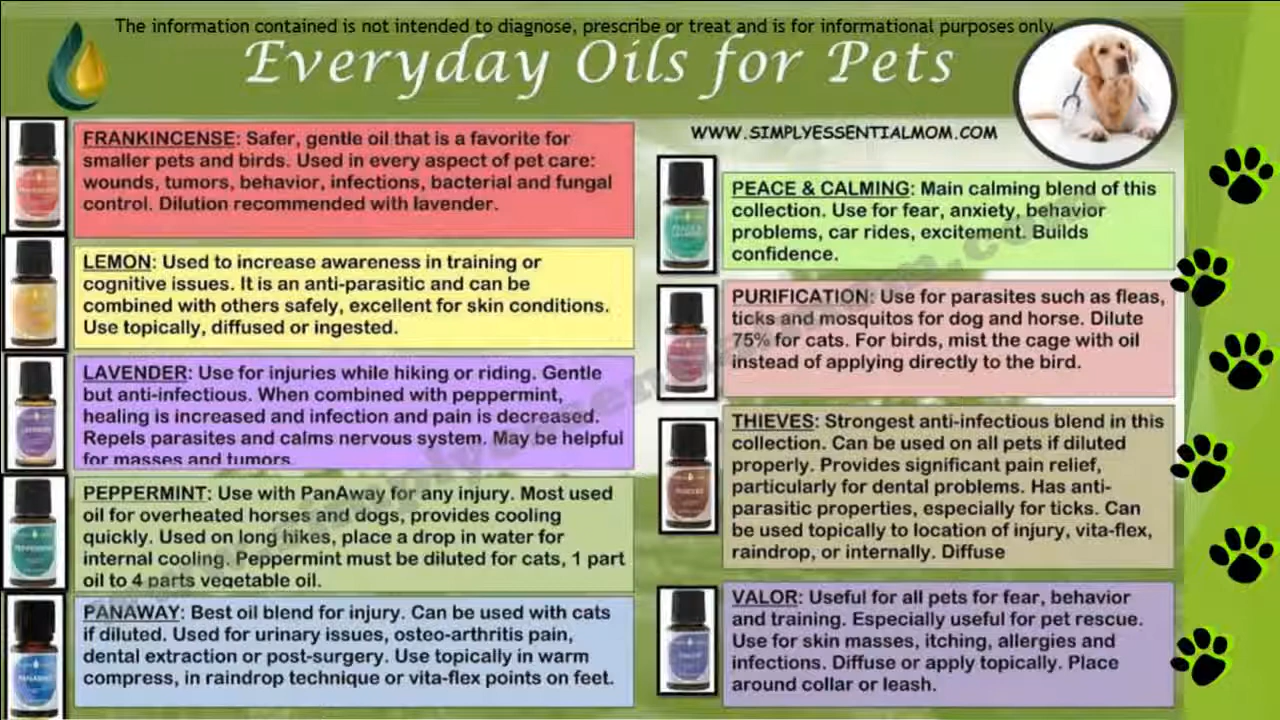 The information contained is not intended to diagnose, prescribe or treat and is for informational purposes only.
Everyday Oils for Pets
WWW.SIMPLYESSENTIALMOM.COM
FRANKINCENSE: Safer, gentle oil that is a favorite for
smaller pets and birds. Used in every aspect of pet care:
wounds, tumors, behavior, infections, bacterial and fungal
control. Dilution recommended with lavender.
LEMON: Used to increase awareness in training or
cognitive issues. It is an anti-parasitic and can be
combined with others safely, excellent for skin conditions.
Use topically, diffused or ingested.
LAVENDER: Use for injuries while hiking or riding. Gentle
but anti-infectious. When combined with peppermint,
healing is increased and infection and pain is decreased.
Repels parasites and calms nervous system. May be helpful
for masses and tumors.
PEPPERMINT: Use with PanAway for any injury. Most used
oil for overheated horses and dogs, provides cooling
quickly. Used on long hikes, place a drop in water for
internal cooling. Peppermint must be diluted for cats, 1 part
oil to 4 parts vegetable oil.
PANAWAY: Best oil blend for injury. Can be used with cats
if diluted. Used for urinary issues, osteo-arthritis pain,
dental extraction or post-surgery. Use topically in warm
compress, in raindrop technique or vita-flex points on feet.
PEACE & CALMING: Main calming blend of this
collection. Use for fear, anxiety, behavior
problems, car rides, excitement. Builds
confidence.
PURIFICATION: Use for parasites such as fleas,
ticks and mosquitos for dog and horse. Dilute
75% for cats. For birds, mist the cage with oil
instead of applying directly to the bird.
THIEVES: Strongest anti-infectious blend in this
collection. Can be used on all pets if diluted
properly. Provides significant pain relief,
particularly for dental problems. Has anti-
parasitic properties, especially for ticks. Can
be used topically to location of injury, vita-flex,
raindrop, or internally. Diffuse
VALOR: Useful for all pets for fear, behavior
and training. Especially useful for pet rescue.
Use for skin masses, itching, allergies and
infections. Diffuse or apply topically. Place
around collar or leash.